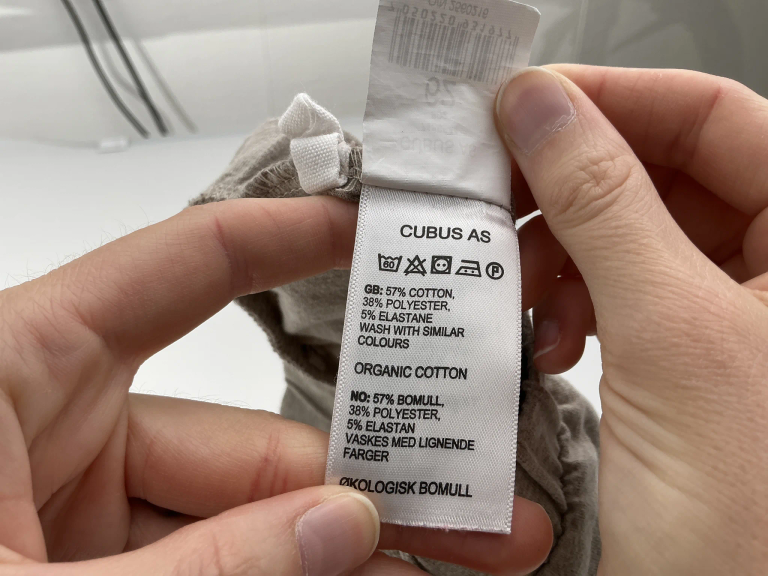 CUBUS AS
60 P
GB: 57% COTTON,
38% POLYESTER,
5% ELASTANE
WASH WITH SIMILAR
COLOURS
ORGANIC COTTON
NO: 57% BOMULL,
38% POLYESTER,
5% ELASTAN
VASKES MED LIGNENDE
FARGER
ØKOLOGISK BOMULL